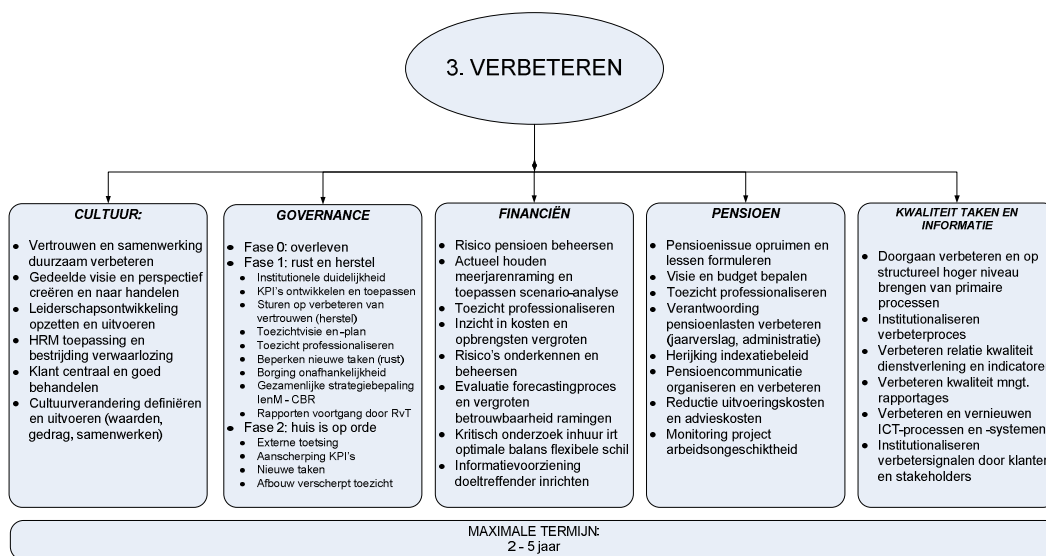 3. VERBETEREN
CULTUUR:
• Vertrouwen en samenwerking
duurzaam verbeteren
• Gedeelde visie en perspectief
creëren en naar handelen
• Leiderschapsontwikkeling
opzetten en uitvoeren
• HRM toepassing en
bestrijding verwaarlozing
• Klant centraal en goed
behandelen
• Cultuurverandering definiëren
en uitvoeren (waarden,
gedrag, samenwerken)
GOVERNANCE
• Fase 0: overleven
• Fase 1; rust en herstel
• Institutionele duidelijkheid
• KPI's ontwikkelen en toepassen
• Sturen op verbeteren van
vertrouwen (herstel)
• Toezichtvisie en-plan
• Toezicht professionaliseren
• Beperken nieuwe taken (rust)
• Borging onafhankelijkheid
• Gezamenlijke strategiebepaling
IenM - CBR
• Rapporten voortgang door RvT
• Fase 2: huis is op orde
• Externe toetsing
• Aanscherping KPI's
• Nieuwe taken
• Afbouw verscherpt toezicht
FINANCIËN
• Risico pensioen beheersen
• Actueel houden
meerjarenraming en
toepassen scenario-analyse
• Toezicht professionaliseren
• Inzicht in kosten en
opbrengsten vergroten
• Risico's onderkennen en
beheersen
• Evaluatie forecastingproces
en vergroten
betrouwbaarheid ramingen
• Kritisch onderzoek inhuur irt
optimale balans flexibele schil
• Informatievoorziening
doeltreffender inrichten
PENSIOEN
• Pensioenissue opruimen en
lessen formuleren
• Visie en budget bepalen
• Toezicht professionaliseren
• Verantwoording
pensioenlasten verbeteren
(jaarverslag, administratie)
• Herijking indexatiebeleid
• Pensioencommunicatie
organiseren en verbeteren
• Reductie uitvoeringskosten
en advieskosten
• Monitoring project
arbeidsongeschiktheid
KWALITEIT TAKEN EN
INFORMATIE
• Doorgaan verbeteren en op
structureel hoger niveau
brengen van primaire
processen
• Institutionaliseren
verbeterproces
• Verbeteren relatie kwaliteit
dienstverlening en indicatore
• Verbeteren kwaliteit mngt.
rapportages
• Verbeteren en vernieuwen
ICT-processen en -systemen
• Institutionaliseren
verbetersignalen door klanten
en stakeholders
MAXIMALE TERMIJN:
2 - 5 jaar